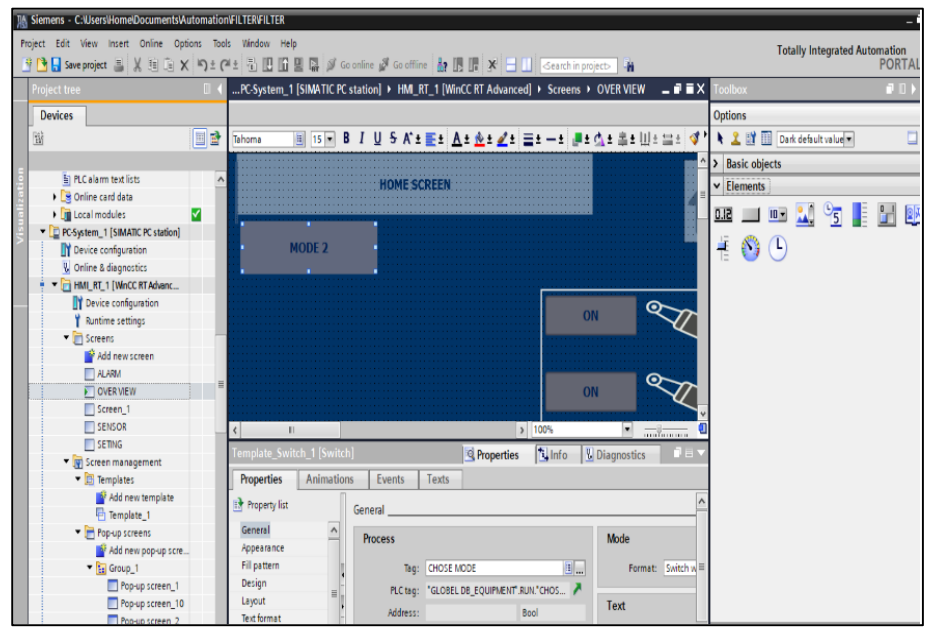 Siemens - C:\Users\Home\Documents\Automation\FILTER\FILTER
Project Edit View Insert Online Options Tools Window Help
Totally Integrated Automation
PORTAL
Save project Go online Go offline <Search in project>
Project tree
...PC-System_1 [SIMATIC PC station] HMI_RT_1 [WinCC RT Advanced] Screens OVER VIEW
Toolbox
Devices
Options
Tahoma 15 B I U S A
Dark default value
Basic objects
Elements
Visualization
PLC alarm text lists
Online card data
Local modules
PC-System_1 [SIMATIC PC station]
Device configuration
Online & diagnostics
HMI_RT_1 [WinCC RT Advanc...
Device configuration
Runtime settings
Screens
Add new screen
ALARM
OVER VIEW
Screen_1
SENSOR
SETING
Screen management
Templates
Add new template
Template_1
Pop-up screens
Add new pop-up scre...
Group_1
Pop-up screen_1
Pop-up screen_10
Pop-up screen_2
HOME SCREEN
MODE 2
ON
ON
100%
0.12 10 5
Template_Switch_1 [Switch]
Properties Info Diagnostics
Properties Animations Events Texts
Property list
General
Appearance
Fill pattern
Design
Layout
Text format
General
Process
Tag: CHOSE MODE
PLC tag: "GLOBEL DB_EQUIPMENT".RUN."CHOS...
Address: Bool
Mode
Format: Switch w
Text